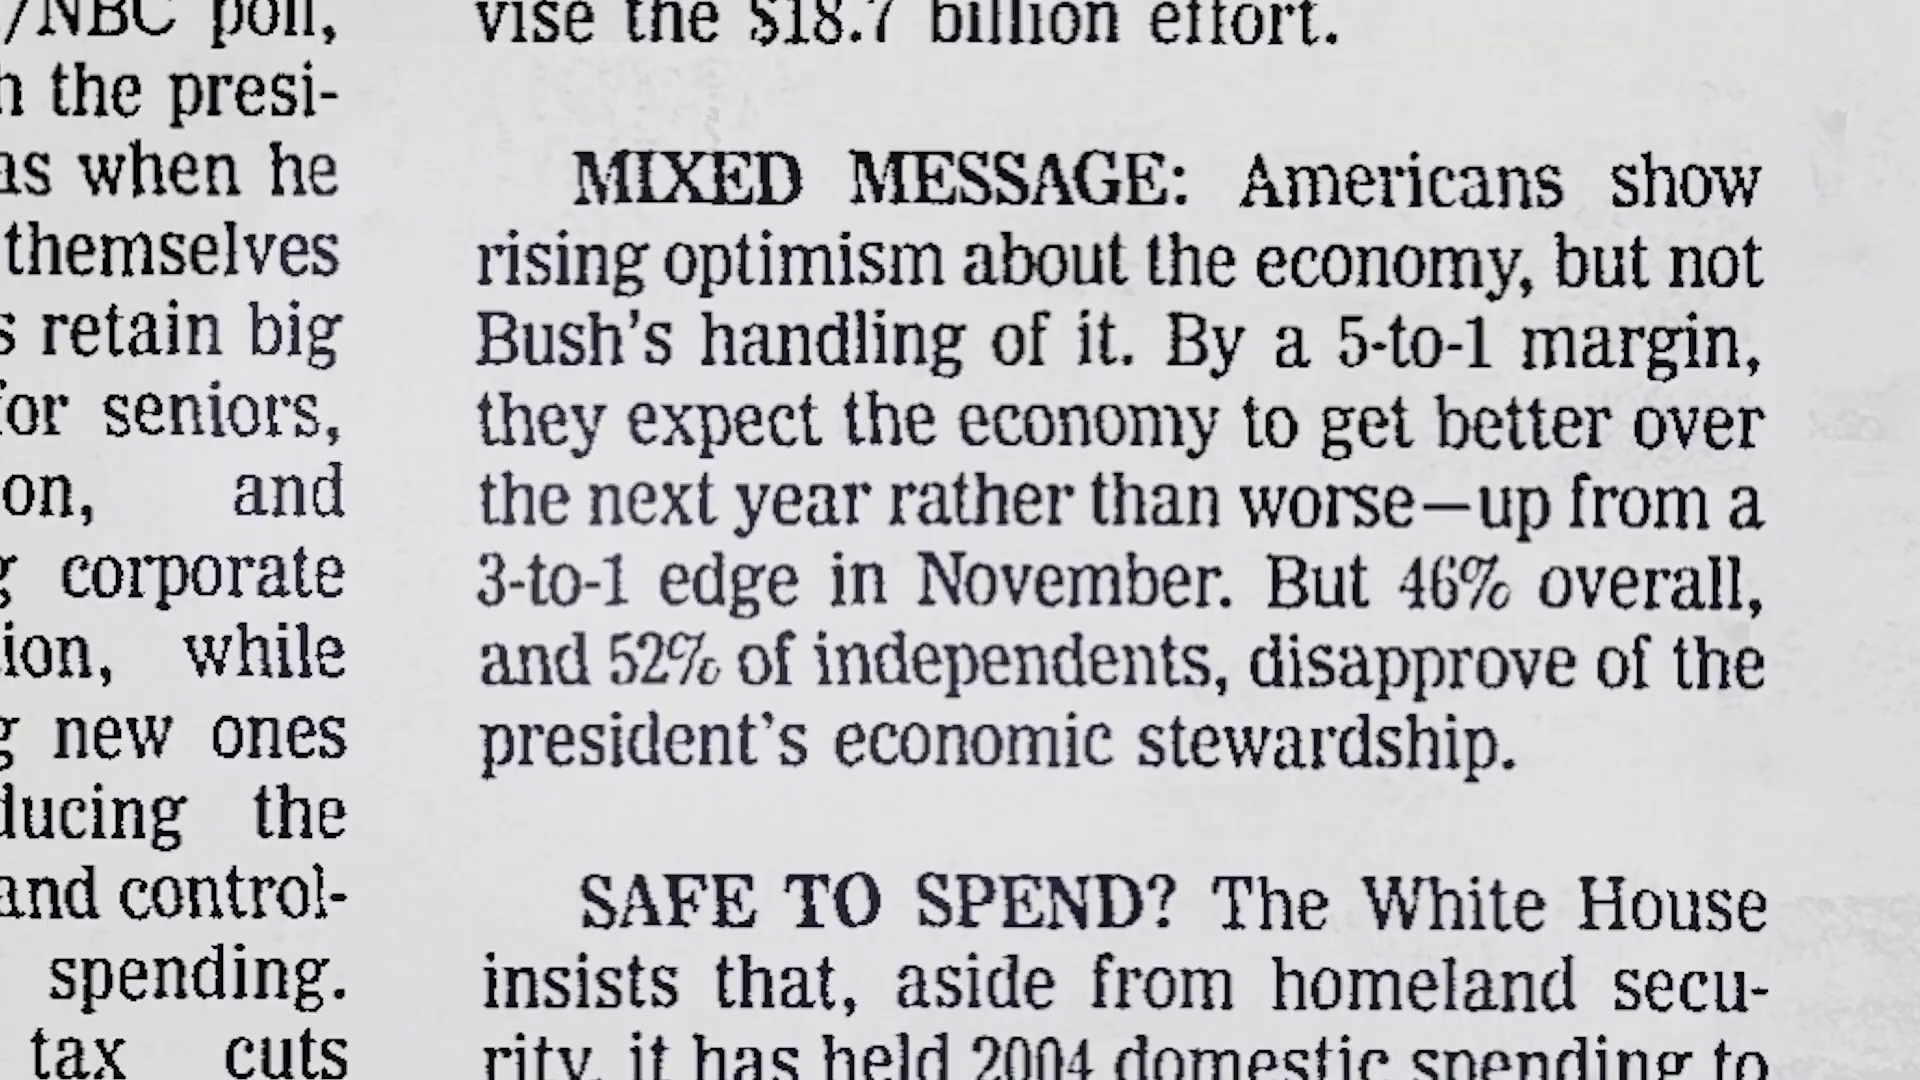 /NBC poll,
the presi-
as when he
themselves
retain big
for seniors,
and
corporate
while
new ones
the
and control-
spending.
tax cuts
vise the $18.7 billion effort.
MIXED MESSAGE: Americans show
rising optimism about the economy, but not
Bush's handling of it. By a 5-to-1 margin,
they expect the economy to get better over
the next year rather than worse—up from a
3-to-1 edge in November. But 46% overall,
and 52% of independents, disapprove of the
president's economic stewardship.
SAFE TO SPEND? The White House
insists that, aside from homeland secu-
rity, it has held 2004 domestic spending to